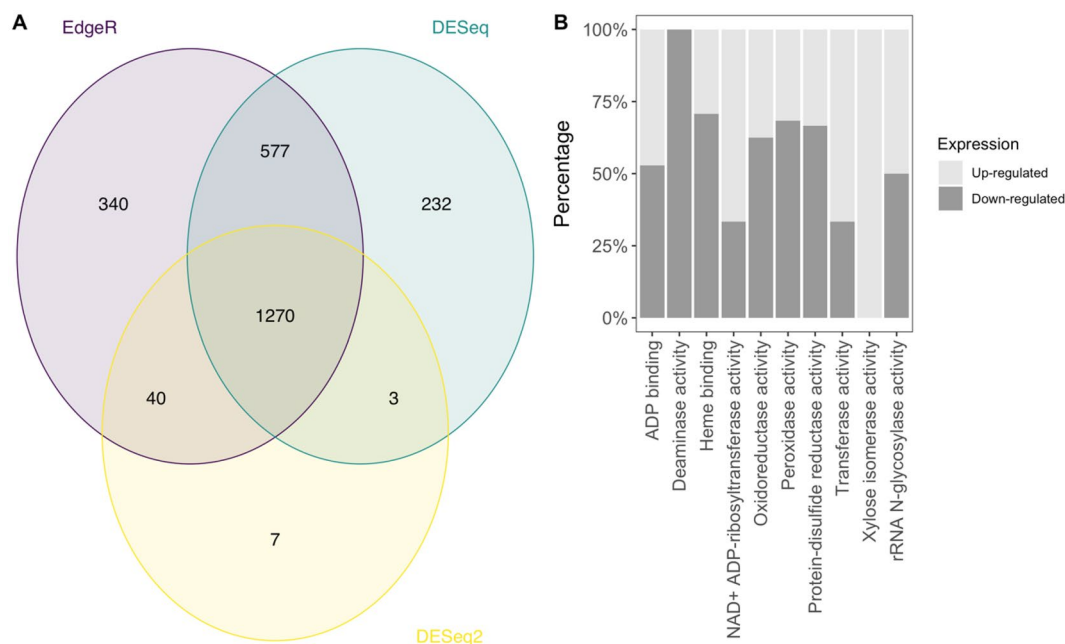 A
EdgeR
DESeq
577
340
232
1270
40
3
7
DESeq2
B
100%
75%
50%
25%
0%
Percentage
ADP binding
Deaminase activity
Heme binding
NAD+ ADP-ribosyltransferase activity
Oxidoreductase activity
Peroxidase activity
Protein-disulfide reductase activity
Transferase activity
Xylose isomerase activity
rRNA N-glycosylase activity
Expression
Up-regulated
Down-regulated